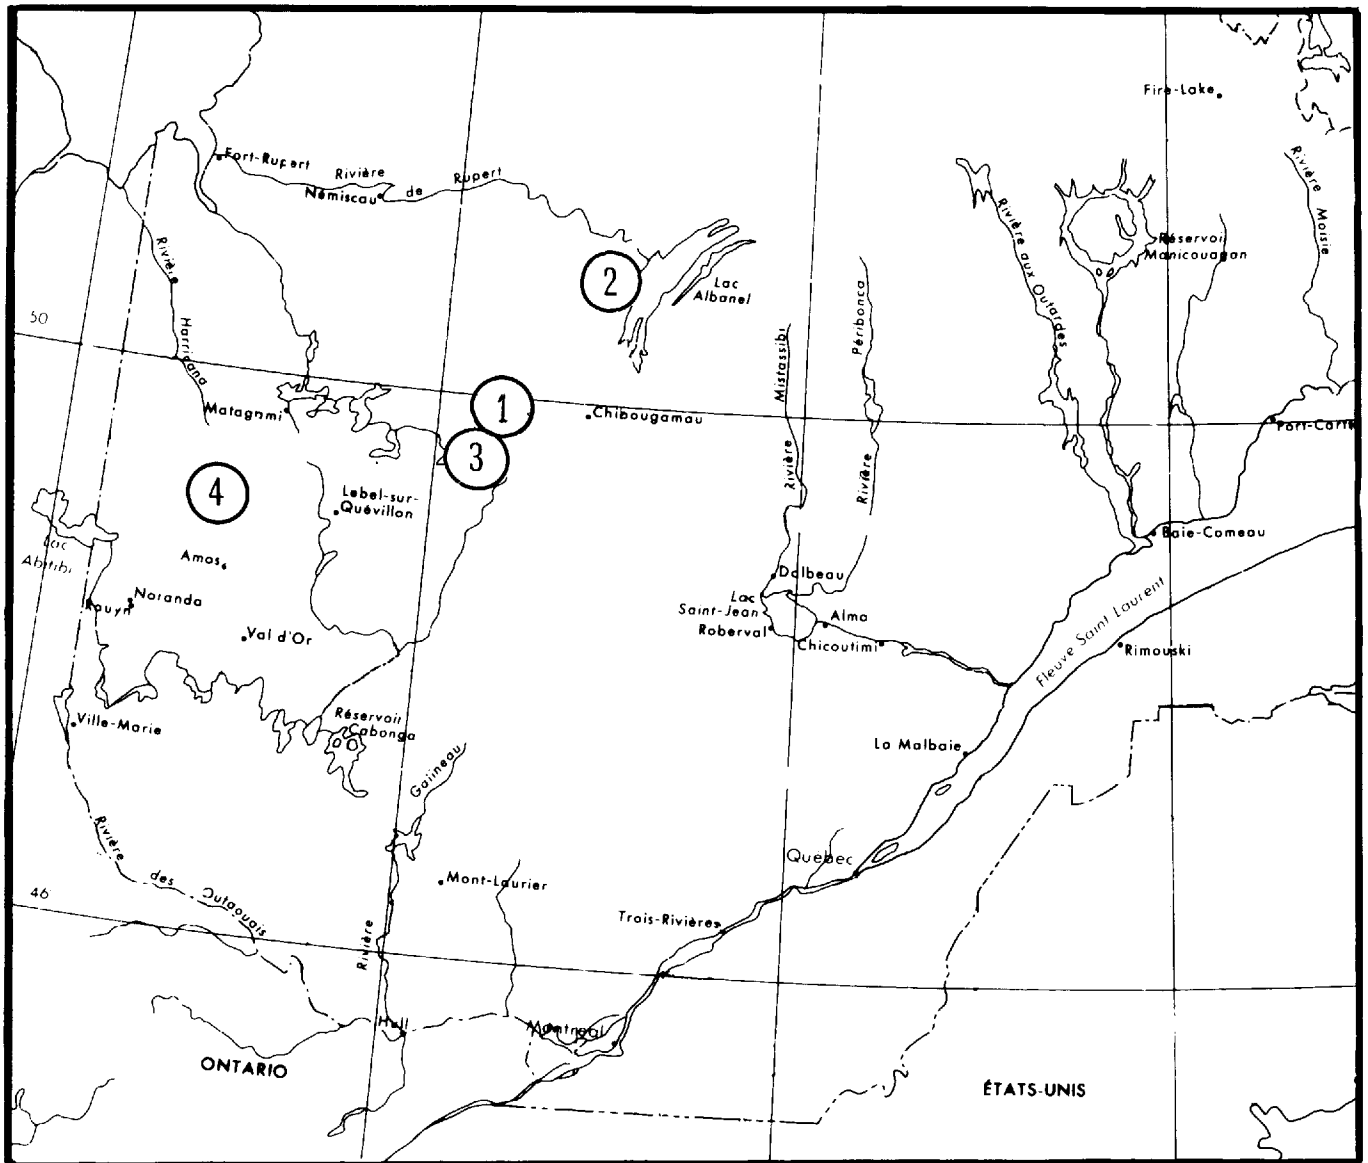 Fire-Lake
Fort-Rupert
Rivière
de
Rupert
Némiscau
Rivière
Moisie
Rivière aux Outardes
Réservoir
Manicouagan
2
Lac
Albanel
Rivière
Harricana
50
Mistassibi
Rivière
Péribonca
Rivière
1
Matagami
Chibougamau
Port-Cart
3
4
Lebel-sur-
Quévillon
Baie-Comeau
Lac
Abitibi
Amos
Dolbeau
Noranda
Rouyn
Lac
Saint-Jean
Alma
Roberval
Val d'Or
Chicoutimi
Fleuve Saint Laurent
Rimouski
Réservoir
Cabonga
Ville-Marie
La Malbaie
Gatineau
Rivière
Rivière
des
Outaouais
Québec
46
Mont-Laurier
Trois-Rivières
Hull
Montréal
ONTARIO
ÉTATS-UNIS